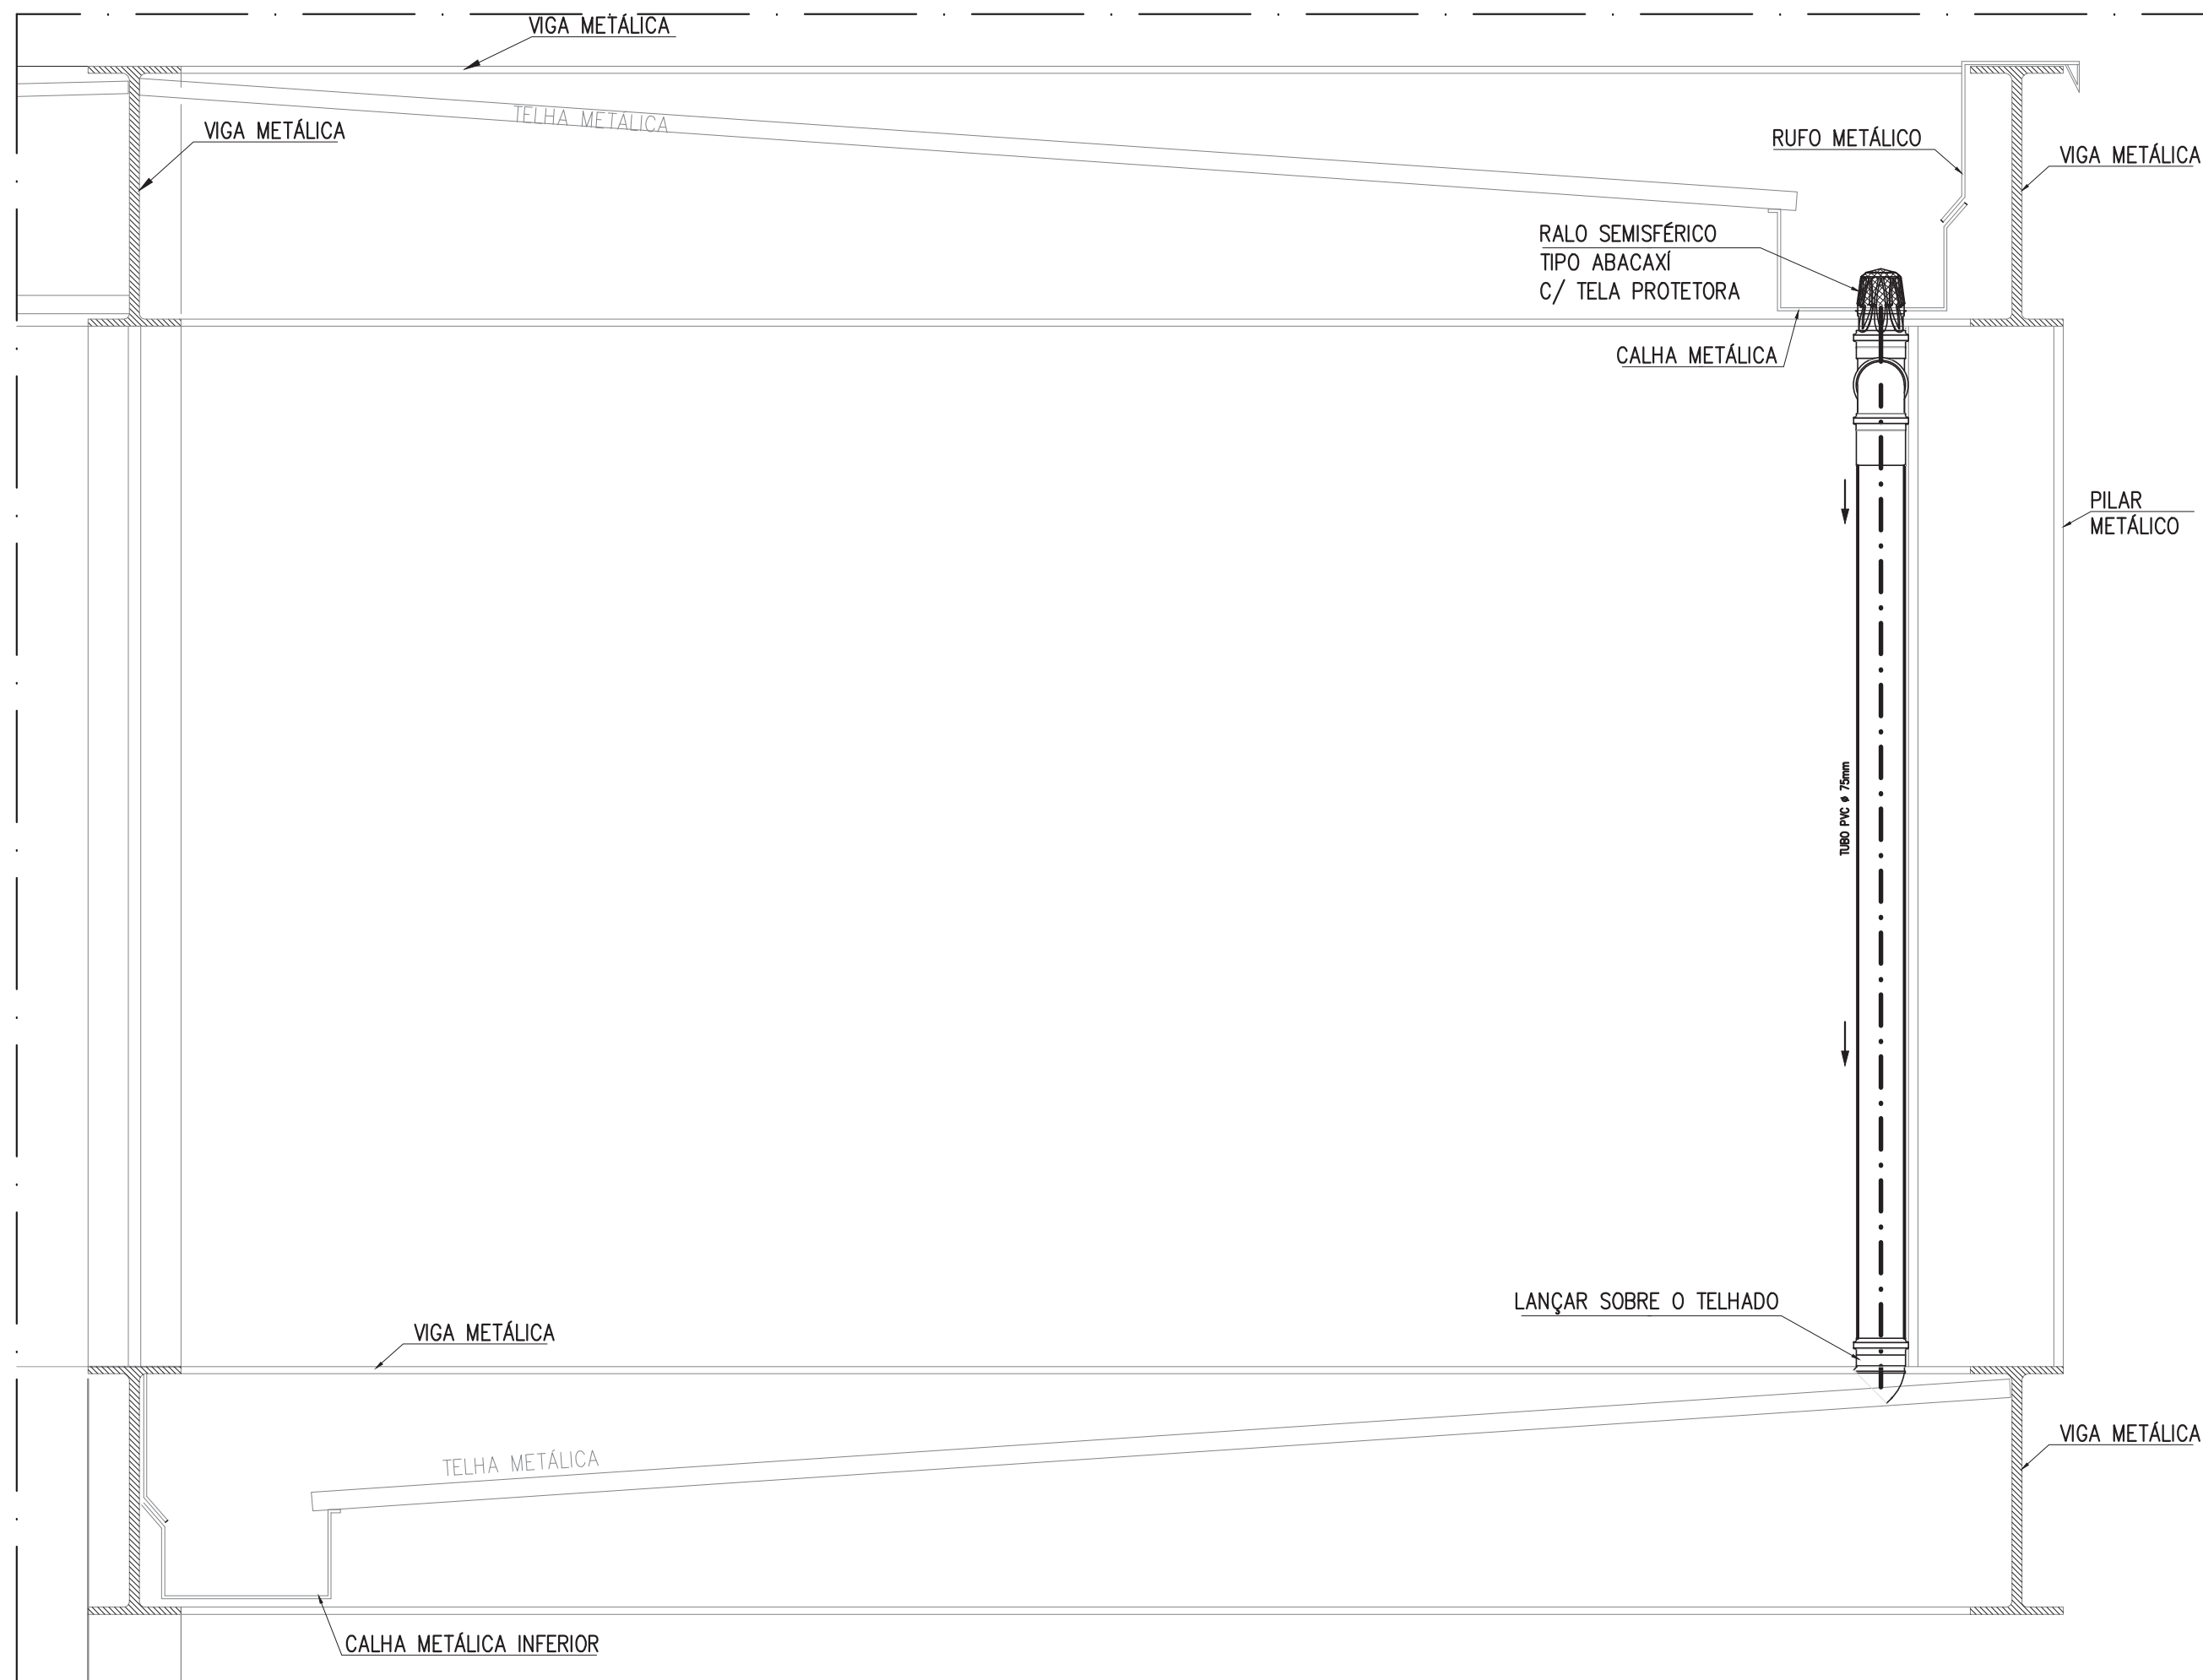 VIGA METÁLICA
TELHA METÁLICA
VIGA METÁLICA
RUFO METÁLICO
VIGA METÁLICA
RALO SEMISFÉRICO
TIPO ABACAXÍ
C/ TELA PROTETORA
CALHA METÁLICA
PILAR
METÁLICO
TUBO PVC ø 75mm
LANÇAR SOBRE O TELHADO
VIGA METÁLICA
VIGA METÁLICA
TELHA METÁLICA
CALHA METÁLICA INFERIOR